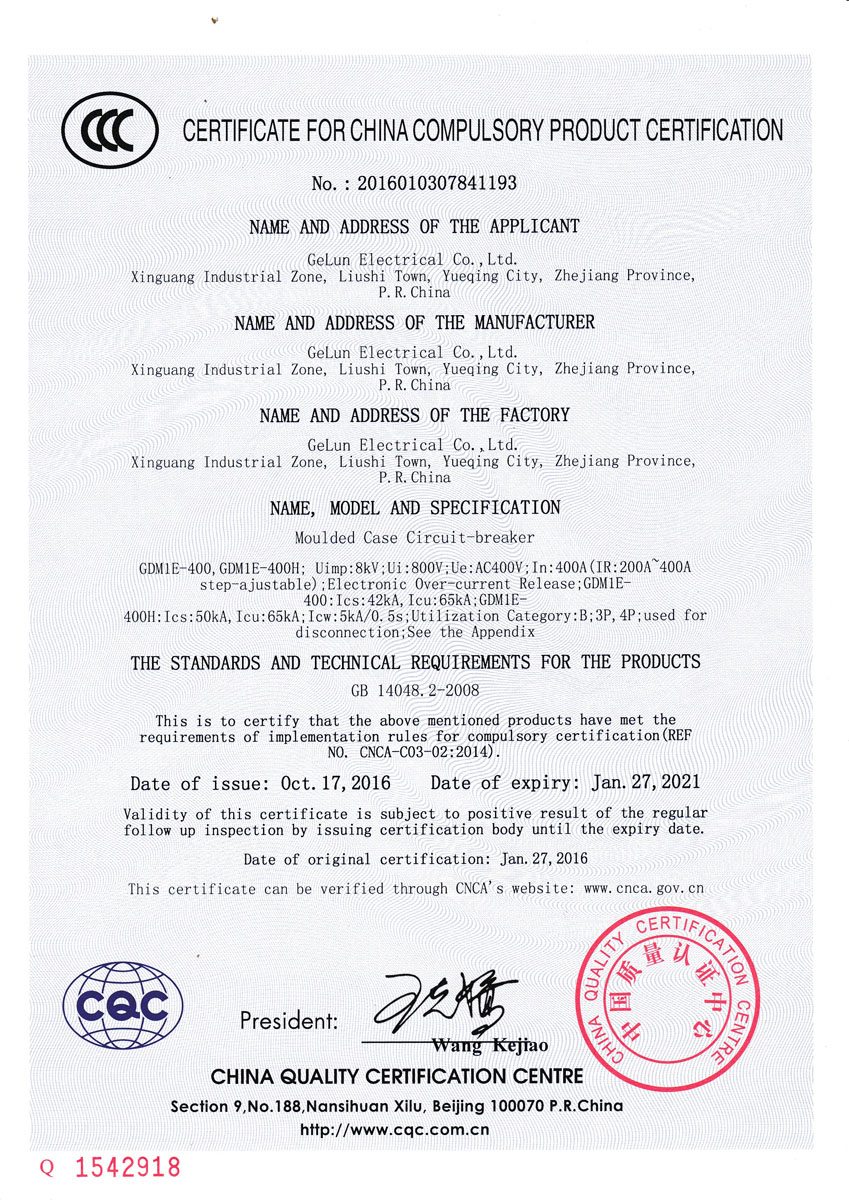 CCC
CERTIFICATE FOR CHINA COMPULSORY PRODUCT CERTIFICATION
No.: 2016010307841193
NAME AND ADDRESS OF THE APPLICANT
GeLun Electrical Co.,Ltd.
Xinguang Industrial Zone, Liushi Town, Yueqing City, Zhejiang Province,
P.R.China
NAME AND ADDRESS OF THE MANUFACTURER
GeLun Electrical Co.,Ltd.
Xinguang Industrial Zone, Liushi Town, Yueqing City, Zhejiang Province,
P.R.China
NAME AND ADDRESS OF THE FACTORY
GeLun Electrical Co.,Ltd.
Xinguang Industrial Zone, Liushi Town, Yueqing City, Zhejiang Province,
P.R.China
NAME, MODEL AND SPECIFICATION
Moulded Case Circuit-breaker
GDM1E-400,GDM1E-400H; Uimp:8kV;Ui:800V;Ue:AC400V;In:400A(IR:200A~400A
step-ajustable);Electronic Over-current Release;GDM1E-
400:Ics:42kA,Icu:65kA;GDM1E-
400H:Ics:50kA,Icu:65kA;Icw:5kA/0.5s;Utilization Category:B;3P,4P;used for
disconnection;See the Appendix
THE STANDARDS AND TECHNICAL REQUIREMENTS FOR THE PRODUCTS
GB 14048.2-2008
This is to certify that the above mentioned products have met the
requirements of implementation rules for compulsory certification(REF
NO. CNCA-C03-02:2014).
Date of issue: Oct.17,2016 Date of expiry: Jan.27,2021
Validity of this certificate is subject to positive result of the regular
follow up inspection by issuing certification body until the expiry date.
Date of original certification: Jan.27,2016
This certificate can be verified through CNCA's website: www.cnca.gov.cn
CHINA QUALITY CERTIFICATION CENTRE
中国质量认证中心
CQC
President:
Wang Kejiao
CHINA QUALITY CERTIFICATION CENTRE
Section 9,No.188,Nansihuan Xilu, Beijing 100070 P.R.China
http://www.cqc.com.cn
Q 1542918